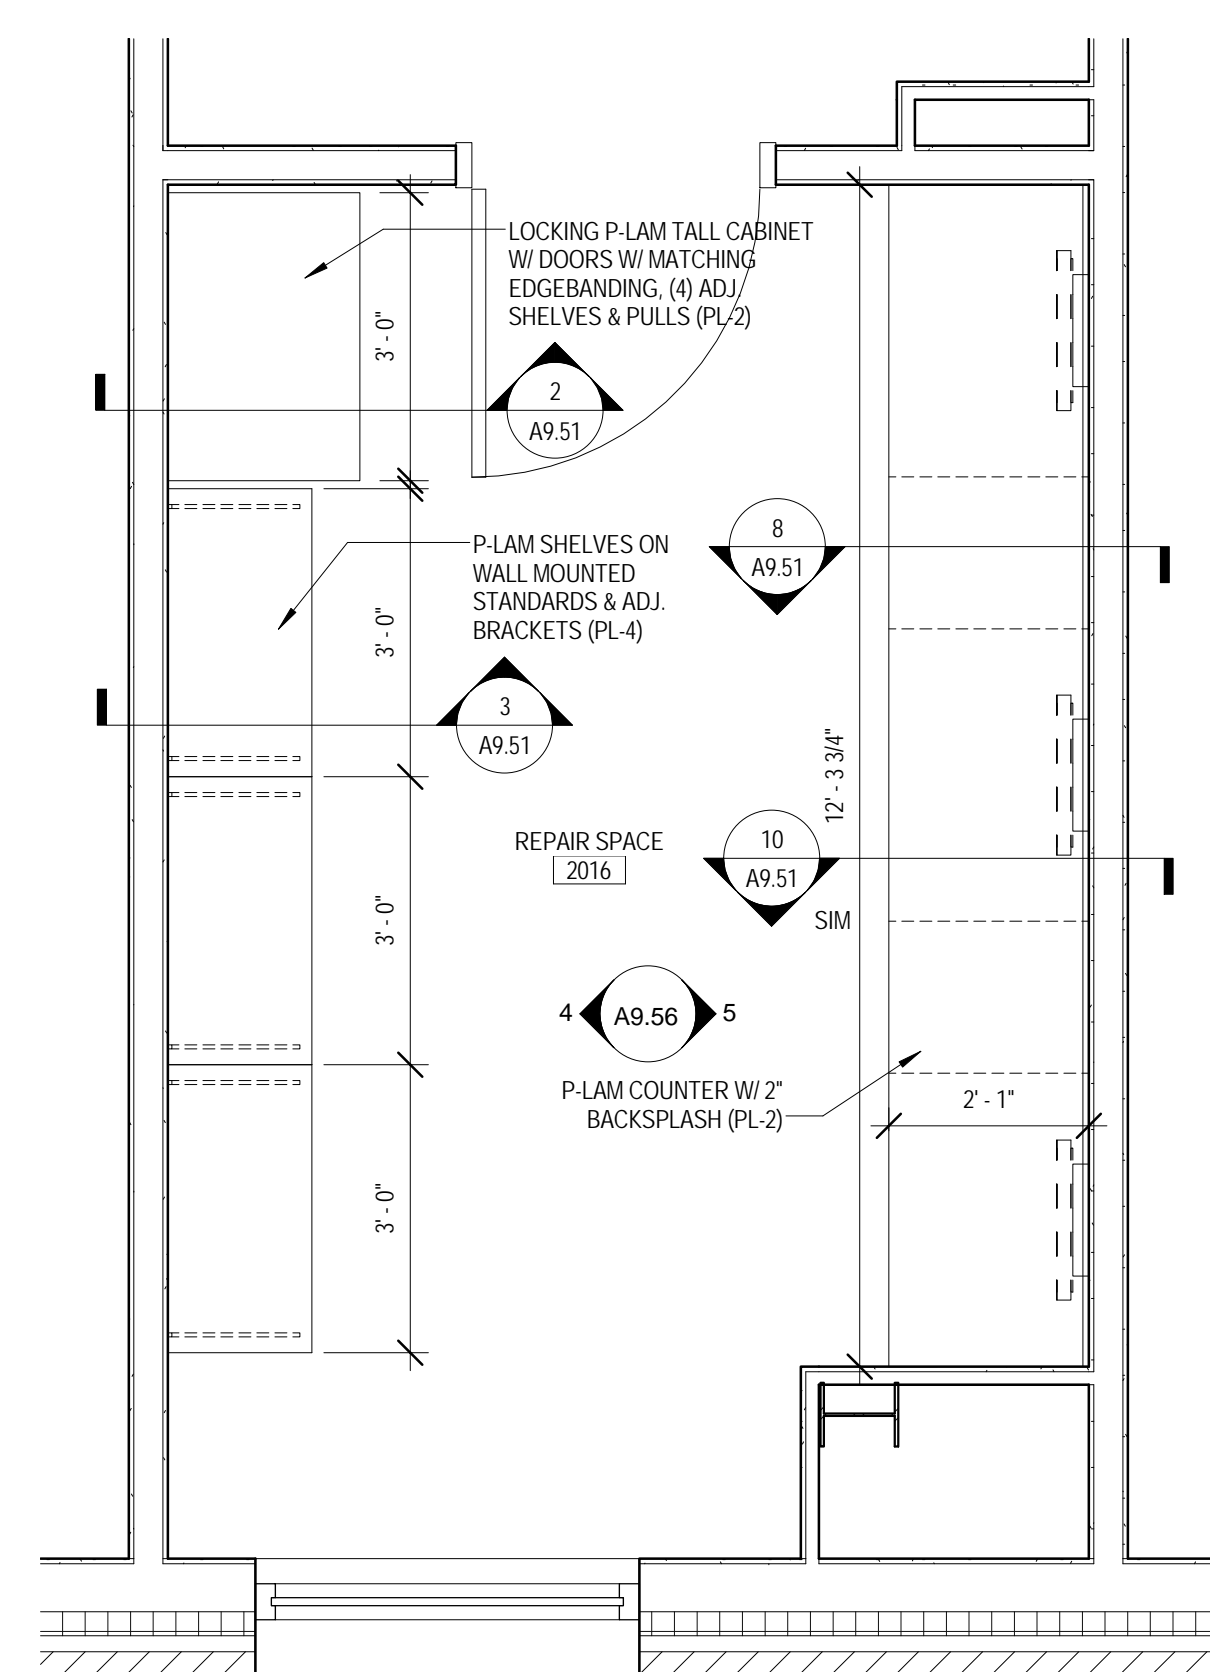 LOCKING P-LAM TALL CABINET
W/ DOORS W/ MATCHING
EDGEBANDING, (4) ADJ.
SHELVES & PULLS (PL-2)
3' - 0"
2
A9.51
8
A9.51
P-LAM SHELVES ON
WALL MOUNTED
STANDARDS & ADJ.
BRACKETS (PL-4)
3' - 0"
3
A9.51
12' - 3 3/4"
REPAIR SPACE
2016
10
A9.51
SIM
3' - 0"
4
A9.56
5
P-LAM COUNTER W/ 2"
BACKSPLASH (PL-2)
2' - 1"
3' - 0"